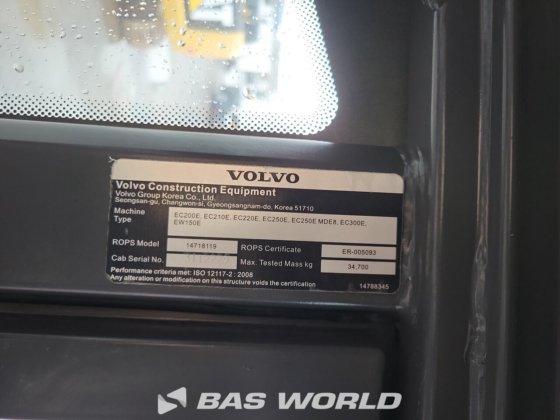 VOLVO
Volvo Construction Equipment
Volvo Group Korea Co., Ltd.
Seongsan-gu, Changwon-si, Gyeongsangnam-do, Korea 51710
Machine Type EC200E, EC210E, EC220E, EC250E, EC250E MDE8, EC300E, EW150E
ROPS Model 14718119 ROPS Certificate ER-005093
Cab Serial No. Max. Tested Mass kg 34,700
Performance criteria met: ISO 12117-2 : 2008
Any alteration or modification on this structure voids the certification 14788345
BAS WORLD